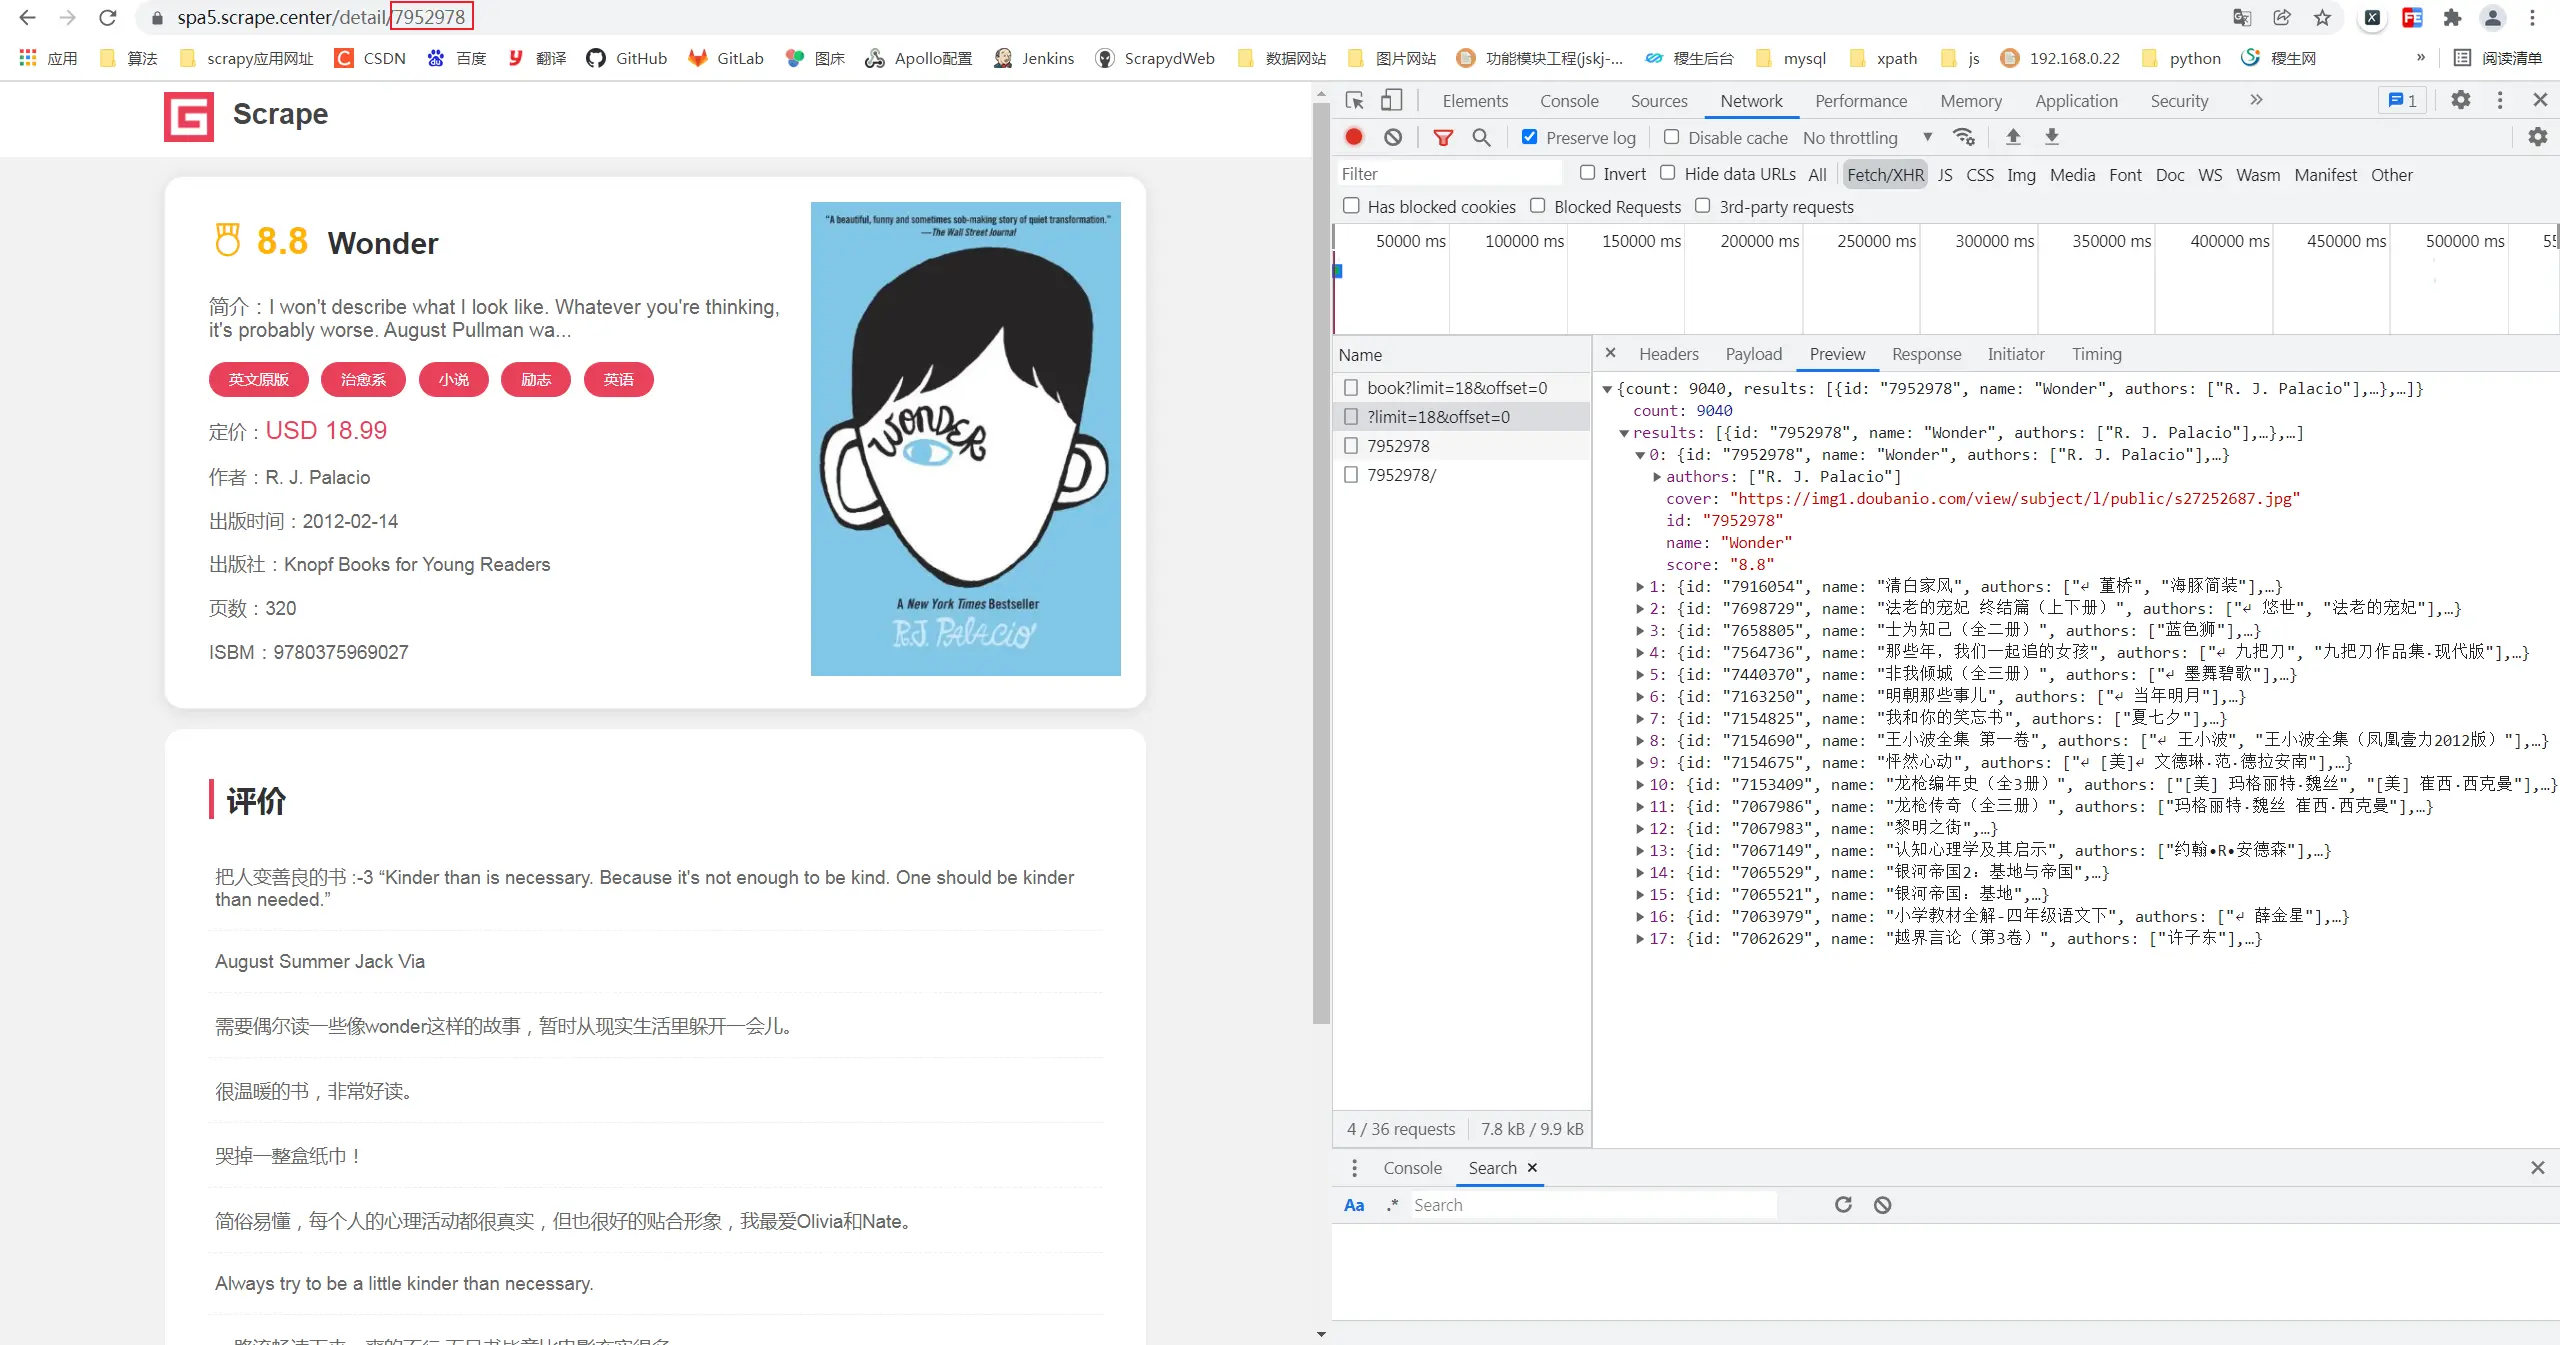 spa5.scrape.center/detail/7952978
应用 算法 scrapy应用网址 CSDN 百度 翻译 GitHub GitLab 图床 Apollo配置 Jenkins ScrapydWeb 数据网站 图片网站 功能模块工程(jskj-... 稷生后台 mysql xpath js 192.168.0.22 python 稷生网 » 阅读清单
Scrape
8.8 Wonder
简介：I won't describe what I look like. Whatever you're thinking,
it's probably worse. August Pullman wa...
英文原版 治愈系 小说 励志 英语
定价：USD 18.99
作者：R. J. Palacio
出版时间：2012-02-14
出版社：Knopf Books for Young Readers
页数：320
ISBM：9780375969027
"A beautiful, funny and sometimes sob-making story of quiet transformation."
—The Wall Street Journal
WONDER
A New York Times Bestseller
R.J. PALACIO
评价
把人变善良的书 :-3 “Kinder than is necessary. Because it's not enough to be kind. One should be kinder
than needed.”
August Summer Jack Via
需要偶尔读一些像wonder这样的故事，暂时从现实生活里躲开一会儿。
很温暖的书，非常好读。
哭掉一整盒纸巾！
简俗易懂，每个人的心理活动都很真实，但也很好的贴合形象，我最爱Olivia和Nate。
Always try to be a little kinder than necessary.
Elements Console Sources Network Performance Memory Application Security » 1
Preserve log Disable cache No throttling
Filter Invert Hide data URLs All Fetch/XHR JS CSS Img Media Font Doc WS Wasm Manifest Other
Has blocked cookies Blocked Requests 3rd-party requests
50000 ms 100000 ms 150000 ms 200000 ms 250000 ms 300000 ms 350000 ms 400000 ms 450000 ms 500000 ms
Name
book?limit=18&offset=0
?limit=18&offset=0
7952978
7952978/
4 / 36 requests 7.8 kB / 9.9 kB
Headers Payload Preview Response Initiator Timing
{count: 9040, results: [{id: "7952978", name: "Wonder", authors: ["R. J. Palacio"],…},…]}
count: 9040
results: [{id: "7952978", name: "Wonder", authors: ["R. J. Palacio"],…},…]
0: {id: "7952978", name: "Wonder", authors: ["R. J. Palacio"],…}
authors: ["R. J. Palacio"]
cover: "https://img1.doubanio.com/view/subject/l/public/s27252687.jpg"
id: "7952978"
name: "Wonder"
score: "8.8"
1: {id: "7916054", name: "清白家风", authors: ["↲ 董桥", "海豚简装"],…}
2: {id: "7698729", name: "法老的宠妃 终结篇（上下册）", authors: ["↲ 悠世", "法老的宠妃"],…}
3: {id: "7658805", name: "士为知己（全二册）", authors: ["蓝色狮"],…}
4: {id: "7564736", name: "那些年，我们一起追的女孩", authors: ["↲ 九把刀", "九把刀作品集·现代版"],…}
5: {id: "7440370", name: "非我倾城（全三册）", authors: ["↲ 墨舞碧歌"],…}
6: {id: "7163250", name: "明朝那些事儿", authors: ["↲ 当年明月"],…}
7: {id: "7154825", name: "我和你的笑忘书", authors: ["夏七夕"],…}
8: {id: "7154690", name: "王小波全集 第一卷", authors: ["↲ 王小波", "王小波全集（凤凰壹力2012版）"],…}
9: {id: "7154675", name: "怦然心动", authors: ["↲ [美]↲ 文德琳·范·德拉安南"],…}
10: {id: "7153409", name: "龙枪编年史（全3册）", authors: ["[美] 玛格丽特·魏丝", "[美] 崔西·西克曼"],…}
11: {id: "7067986", name: "龙枪传奇（全三册）", authors: ["玛格丽特·魏丝 崔西·西克曼"],…}
12: {id: "7067983", name: "黎明之街",…}
13: {id: "7067149", name: "认知心理学及其启示", authors: ["约翰•R•安德森"],…}
14: {id: "7065529", name: "银河帝国2：基地与帝国",…}
15: {id: "7065521", name: "银河帝国：基地",…}
16: {id: "7063979", name: "小学教材全解-四年级语文下", authors: ["↲ 薛金星"],…}
17: {id: "7062629", name: "越界言论（第3卷）", authors: ["许子东"],…}
Console Search
Aa .* Search